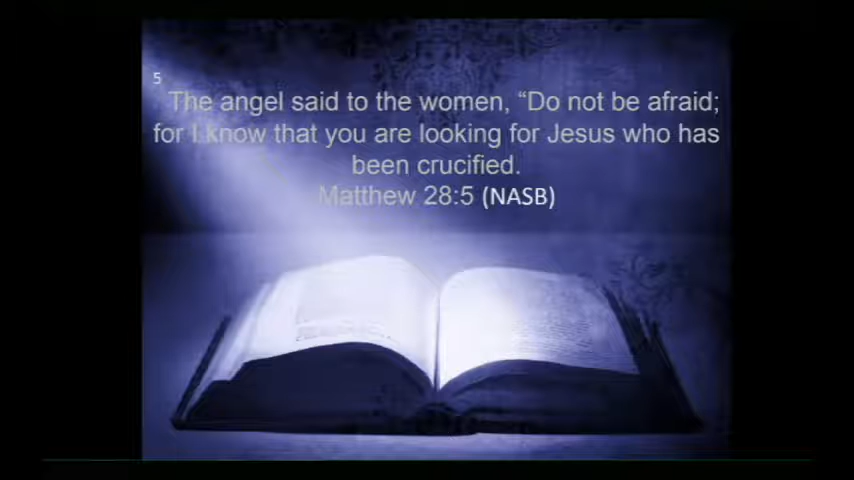 5
The angel said to the women, “Do not be afraid;
for I know that you are looking for Jesus who has
been crucified.
Matthew 28:5 (NASB)